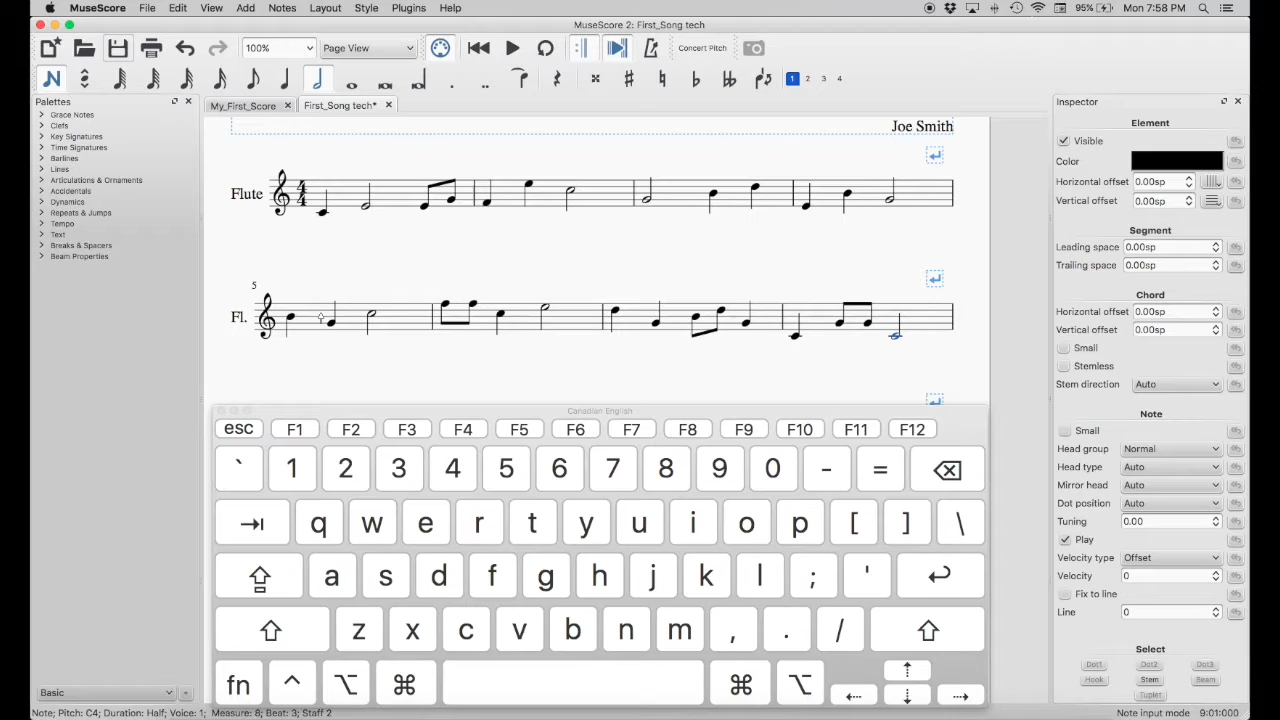 MuseScore File Edit View Add Notes Layout Style Plugins Help 95% Mon 7:58 PM
MuseScore 2: First_Song tech
100% Page View Concert Pitch
1 2 3 4
Palettes
Grace Notes
Clefs
Key Signatures
Time Signatures
Barlines
Lines
Articulations & Ornaments
Accidentals
Dynamics
Repeats & Jumps
Tempo
Text
Breaks & Spacers
Beam Properties
Basic
My_First_Score First_Song tech*
Joe Smith
Flute
4
4
5
Fl.
Canadian English
esc F1 F2 F3 F4 F5 F6 F7 F8 F9 F10 F11 F12
` 1 2 3 4 5 6 7 8 9 0 - =
q w e r t y u i o p [ ] \
a s d f g h j k l ; '
z x c v b n m , . /
fn ^ ⌥ ⌘ ⌘ ⌥
Inspector
Element
Visible
Color
Horizontal offset 0.00sp
Vertical offset 0.00sp
Segment
Leading space 0.00sp
Trailing space 0.00sp
Chord
Horizontal offset 0.00sp
Vertical offset 0.00sp
Small
Stemless
Stem direction Auto
Note
Small
Head group Normal
Head type Auto
Mirror head Auto
Dot position Auto
Tuning 0.00
Play
Velocity type Offset
Velocity 0
Fix to line
Line 0
Select
Dot1 Dot2 Dot3
Hook Stem Beam
Tuplet
Note; Pitch: C4; Duration: Half; Voice: 1; Measure: 8; Beat: 3; Staff 2 Note input mode 9:01:000